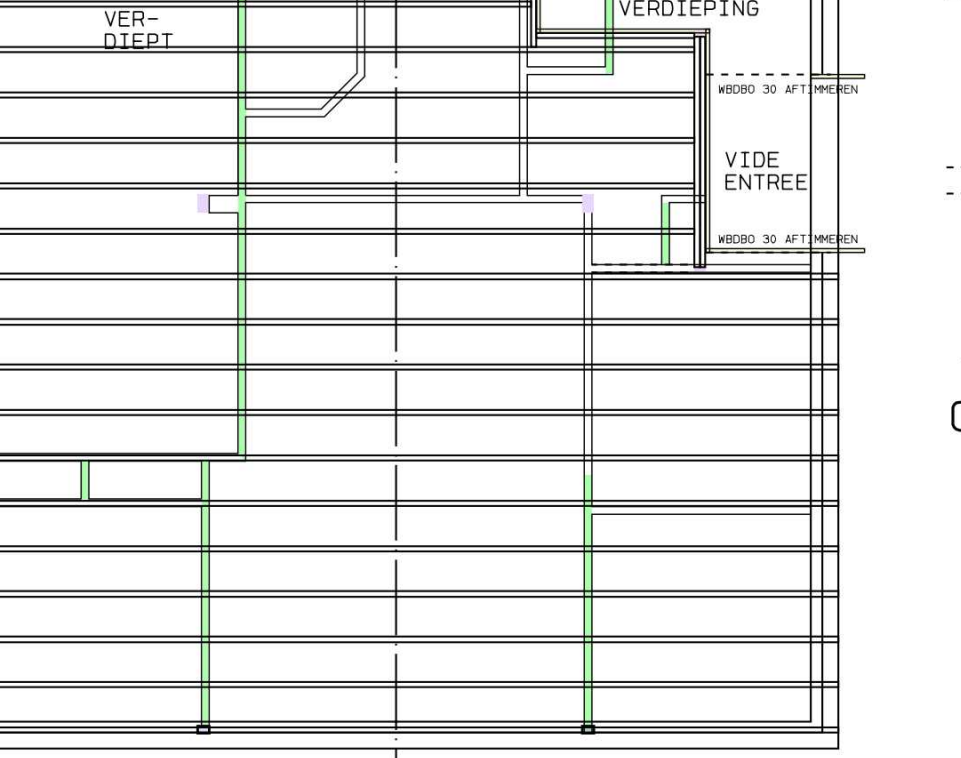 VERDIEPING
VER-
DIEPT
WBDBO 30 AFTIMMEREN
VIDE
ENTREE
WBDBO 30 AFTIMMEREN